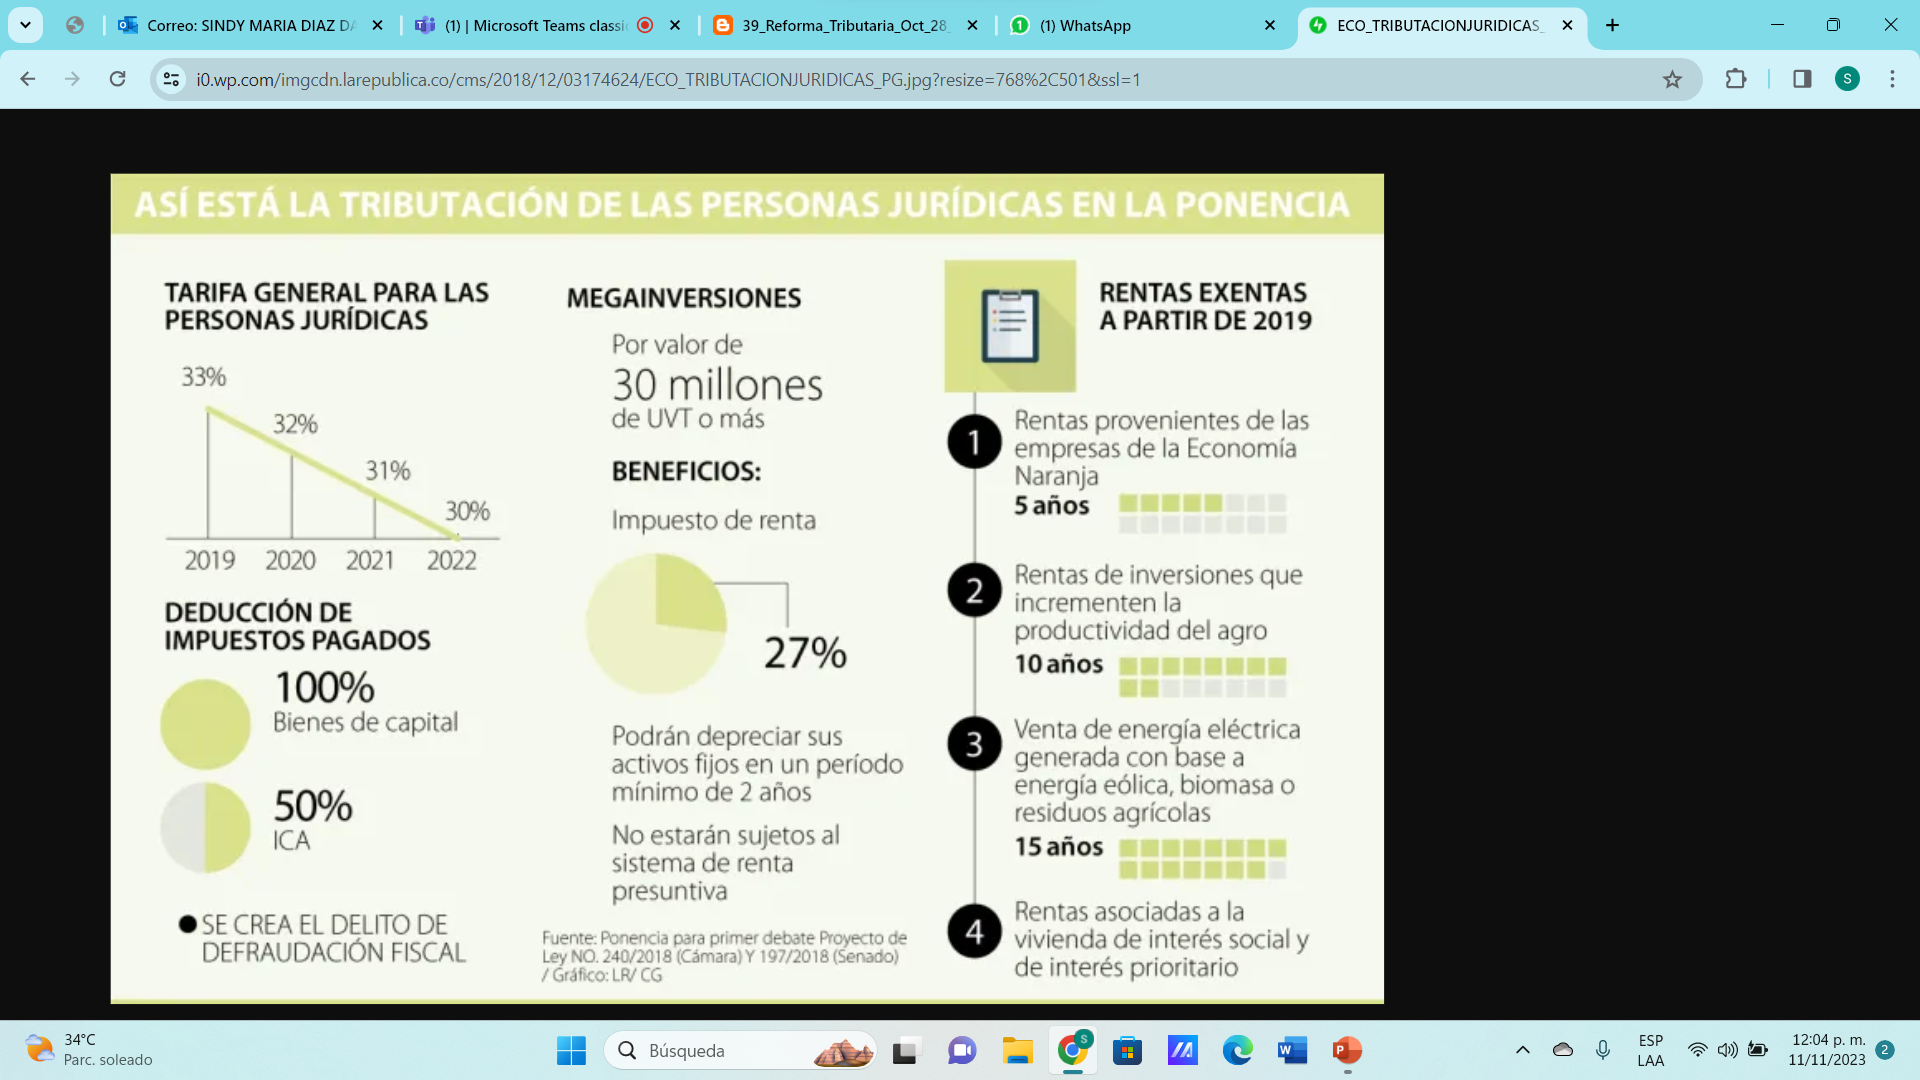 Correo: SINDY MARIA DIAZ DA
(1) | Microsoft Teams classic
39_Reforma_Tributaria_Oct_28_
(1) WhatsApp
ECO_TRIBUTACIONJURIDICAS_
i0.wp.com/imgcdn.larepublica.co/cms/2018/12/03174624/ECO_TRIBUTACIONJURIDICAS_PG.jpg?resize=768%2C501&ssl=1
S
ASÍ ESTÁ LA TRIBUTACIÓN DE LAS PERSONAS JURÍDICAS EN LA PONENCIA
TARIFA GENERAL PARA LAS
PERSONAS JURÍDICAS
33%
32%
31%
30%
2019 2020 2021 2022
DEDUCCIÓN DE
IMPUESTOS PAGADOS
100%
Bienes de capital
50%
ICA
SE CREA EL DELITO DE
DEFRAUDACIÓN FISCAL
MEGAINVERSIONES
Por valor de
30 millones
de UVT o más
BENEFICIOS:
Impuesto de renta
27%
Podrán depreciar sus
activos fijos en un período
mínimo de 2 años
No estarán sujetos al
sistema de renta
presuntiva
Fuente: Ponencia para primer debate Proyecto de
Ley NO. 240/2018 (Cámara) Y 197/2018 (Senado)
/ Gráfico: LR/ CG
RENTAS EXENTAS
A PARTIR DE 2019
1
Rentas provenientes de las
empresas de la Economía
Naranja
5 años
2
Rentas de inversiones que
incrementen la
productividad del agro
10 años
3
Venta de energía eléctrica
generada con base a
energía eólica, biomasa o
residuos agrícolas
15 años
4
Rentas asociadas a la
vivienda de interés social y
de interés prioritario
34°C
Parc. soleado
Búsqueda
S
ESP
LAA
12:04 p. m.
11/11/2023
2